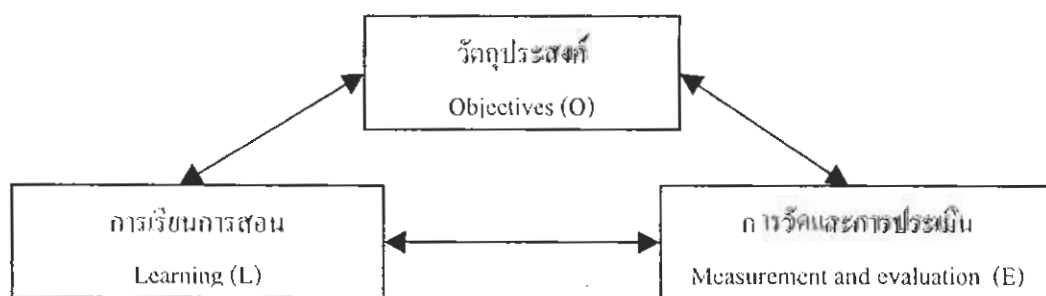 วัตถุประสงค์
Objectives (O)
การเรียนการสอน
Learning (L)
การวัดและการประเมิน
Measurement and evaluation (E)